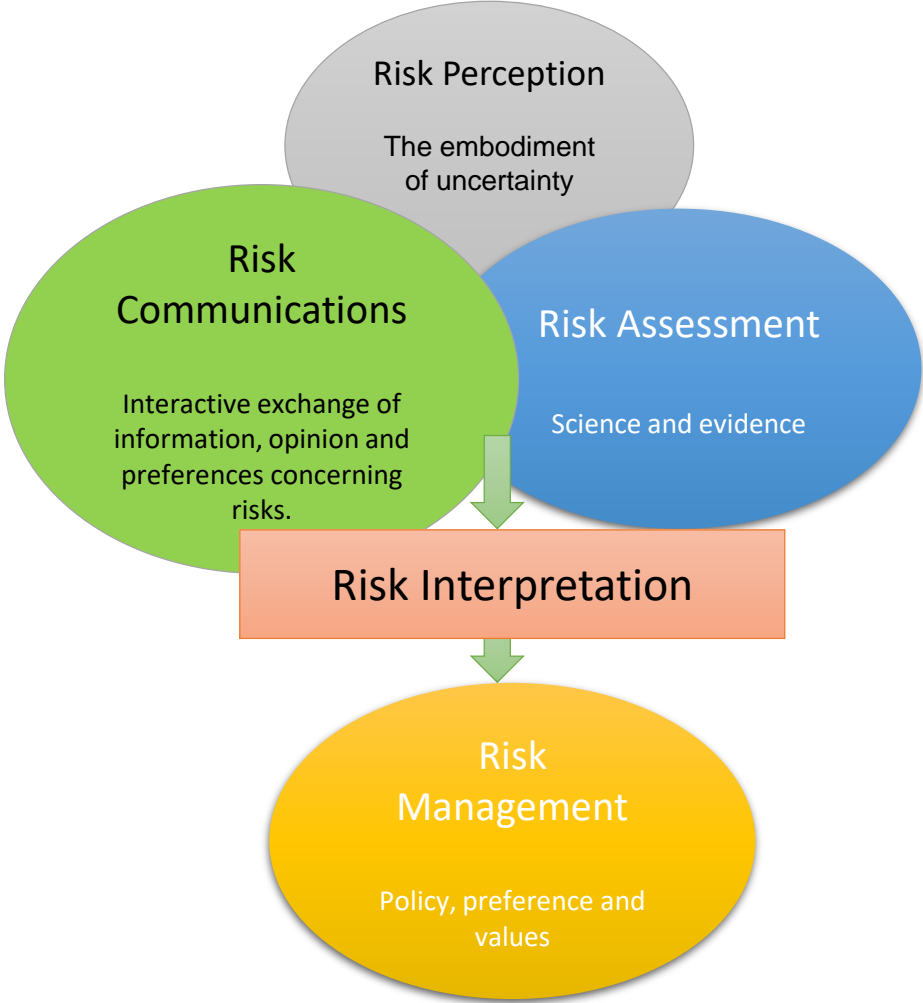 Risk Perception
The embodiment
of uncertainty
Risk
Communications
Interactive exchange of
information, opinion and
preferences concerning
risks.
Risk Assessment
Science and evidence
Risk Interpretation
Risk
Management
Policy, preference and
values